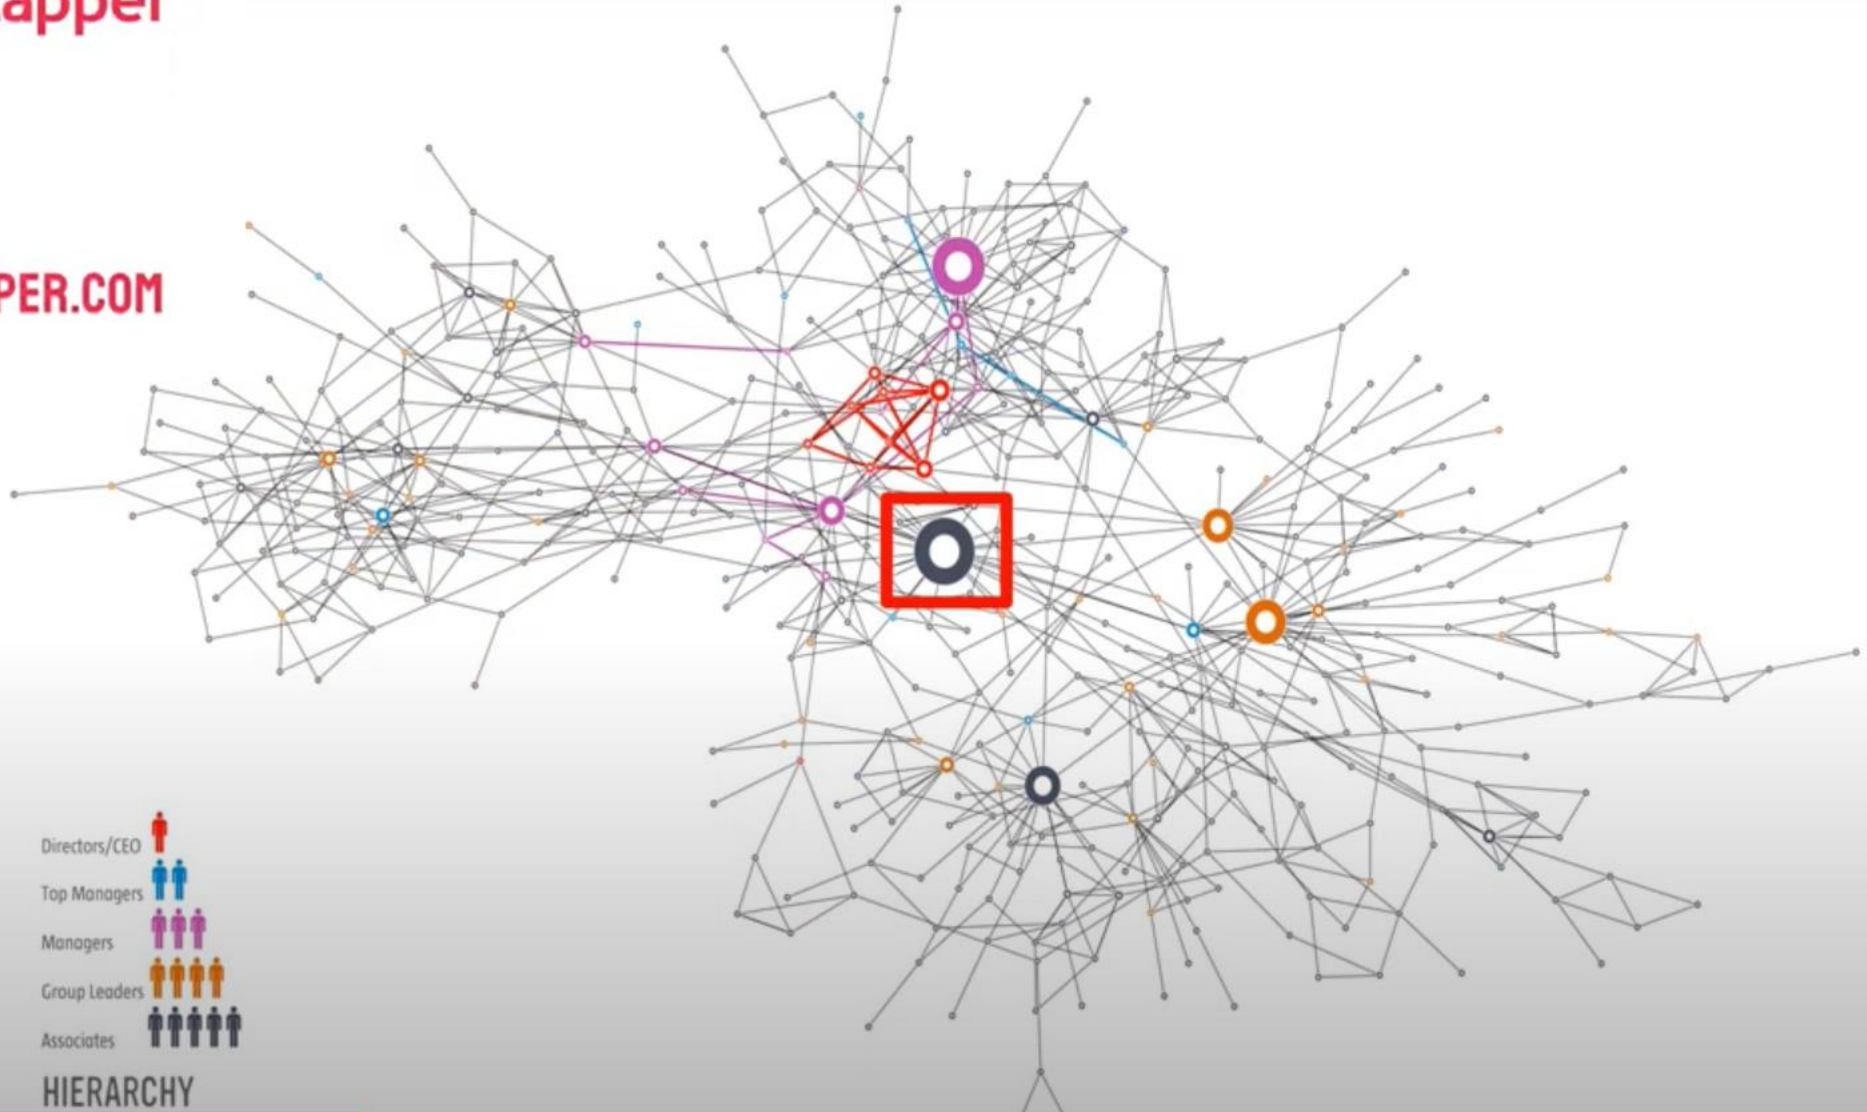 apper
PER.COM
Directors/CEO
Top Managers
Managers
Group Leaders
Associates
HIERARCHY